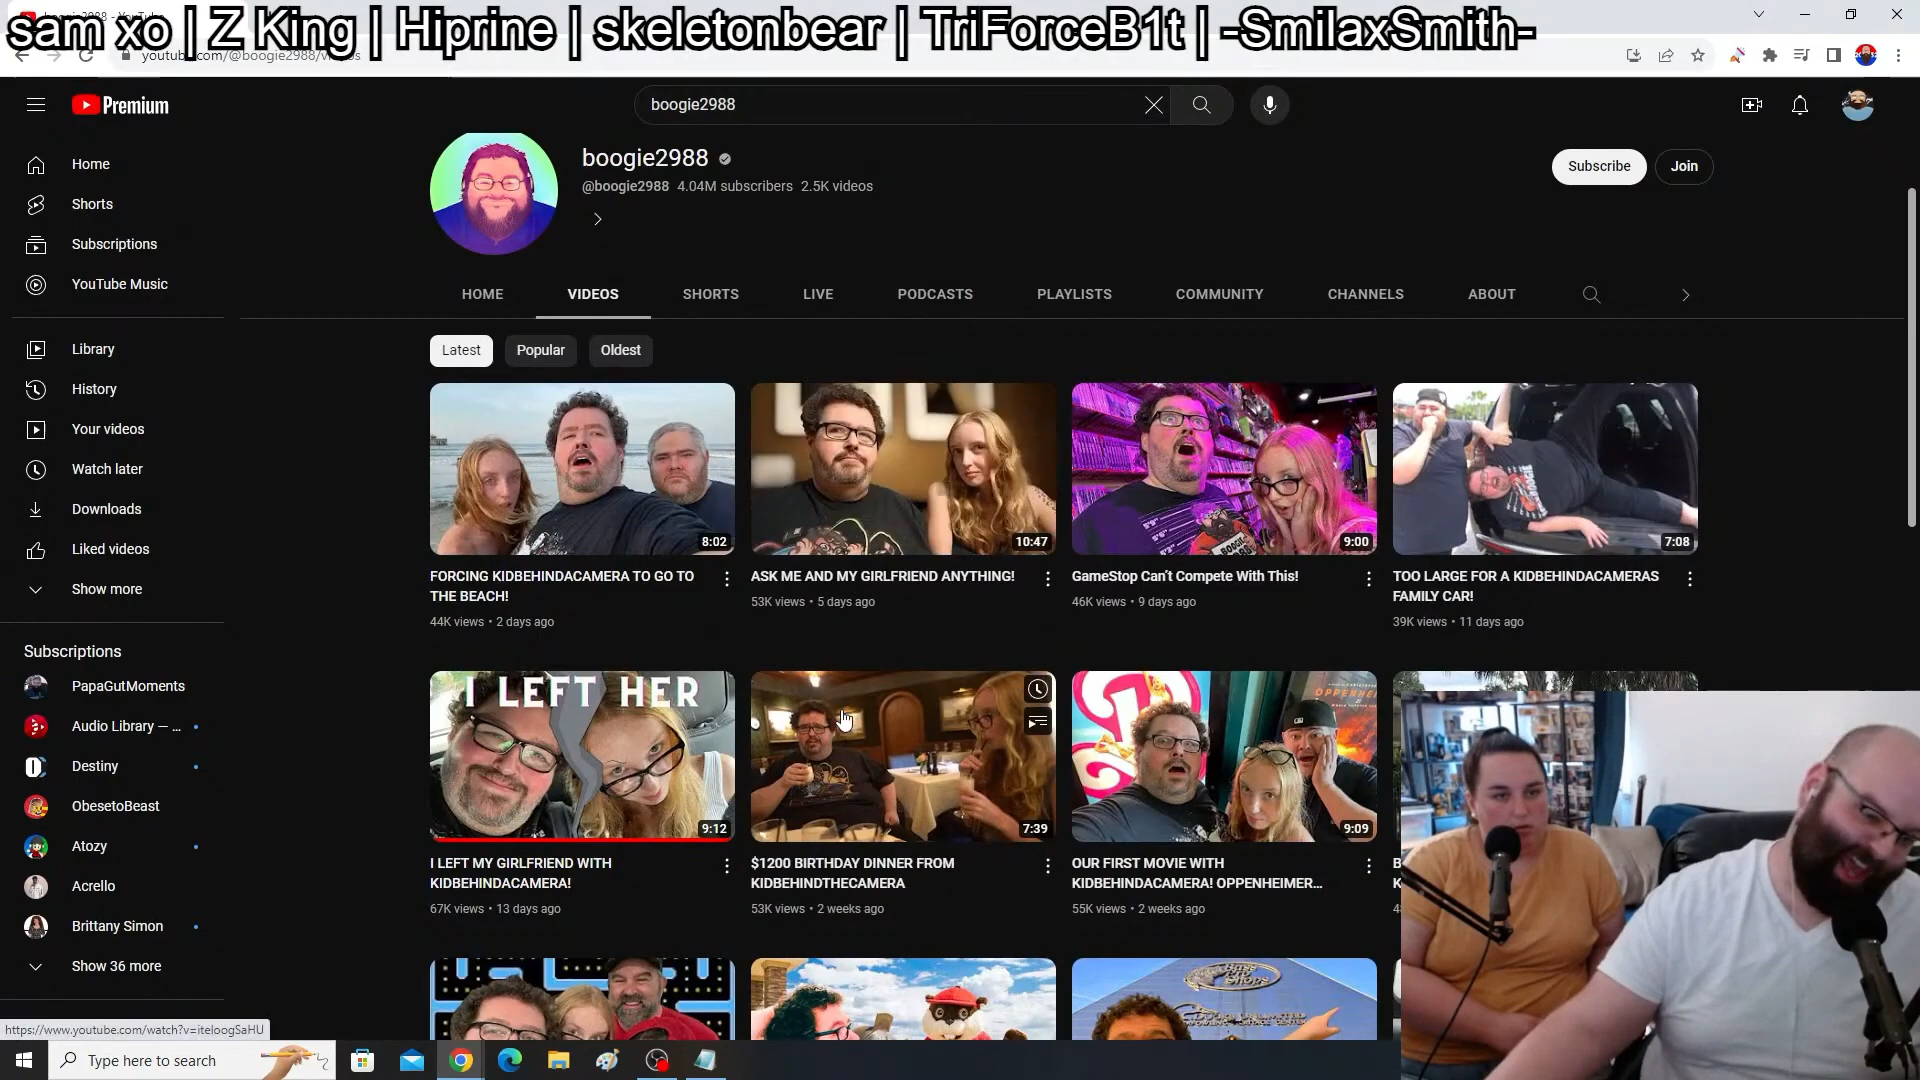 sam xo | Z King | Hiprine | skeletonbear | TriForceB1t | -SmilaxSmith-
boogie2988 - YouTube
youtube.com/@boogie2988/videos
Premium
boogie2988
Home
Shorts
Subscriptions
YouTube Music
Library
History
Your videos
Watch later
Downloads
Liked videos
Show more
Subscriptions
PapaGutMoments
Audio Library — ...
Destiny
ObesetoBeast
Atozy
Acrello
Brittany Simon
Show 36 more
boogie2988
@boogie2988 4.04M subscribers 2.5K videos
Subscribe
Join
HOME VIDEOS SHORTS LIVE PODCASTS PLAYLISTS COMMUNITY CHANNELS ABOUT
Latest Popular Oldest
8:02
FORCING KIDBEHINDACAMERA TO GO TO
THE BEACH!
44K views • 2 days ago
10:47
ASK ME AND MY GIRLFRIEND ANYTHING!
53K views • 5 days ago
9:00
GameStop Can't Compete With This!
46K views • 9 days ago
7:08
TOO LARGE FOR A KIDBEHINDACAMERAS
FAMILY CAR!
39K views • 11 days ago
I LEFT HER
9:12
I LEFT MY GIRLFRIEND WITH
KIDBEHINDACAMERA!
67K views • 13 days ago
7:39
$1200 BIRTHDAY DINNER FROM
KIDBEHINDTHECAMERA
53K views • 2 weeks ago
OPPENHEIMER
9:09
OUR FIRST MOVIE WITH
KIDBEHINDACAMERA! OPPENHEIMER...
55K views • 2 weeks ago
https://www.youtube.com/watch?v=iteloogSaHU
Type here to search